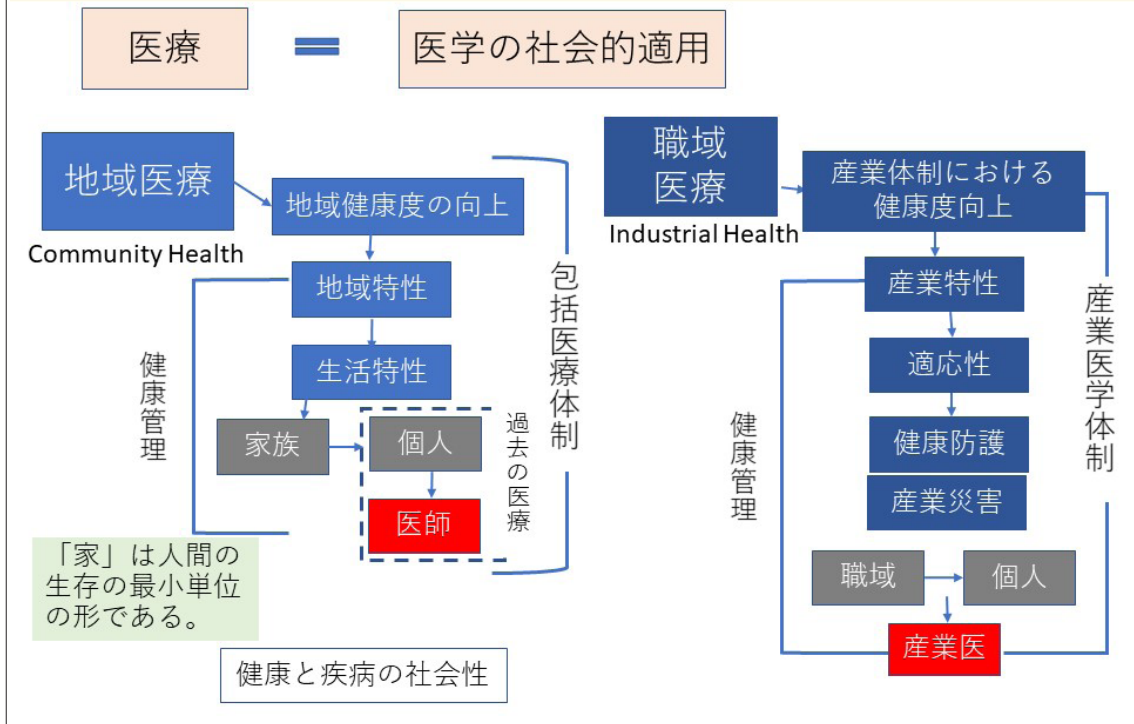 医療
＝
医学の社会的適用
地域医療
Community Health
地域健康度の向上
地域特性
生活特性
家族
個人
医師
過去の医療
健康管理
包括医療体制
「家」は人間の
生存の最小単位
の形である。
健康と疾病の社会性
職域
医療
Industrial Health
産業体制における
健康度向上
産業特性
適応性
健康防護
産業災害
職域
個人
産業医
健康管理
産業医学体制